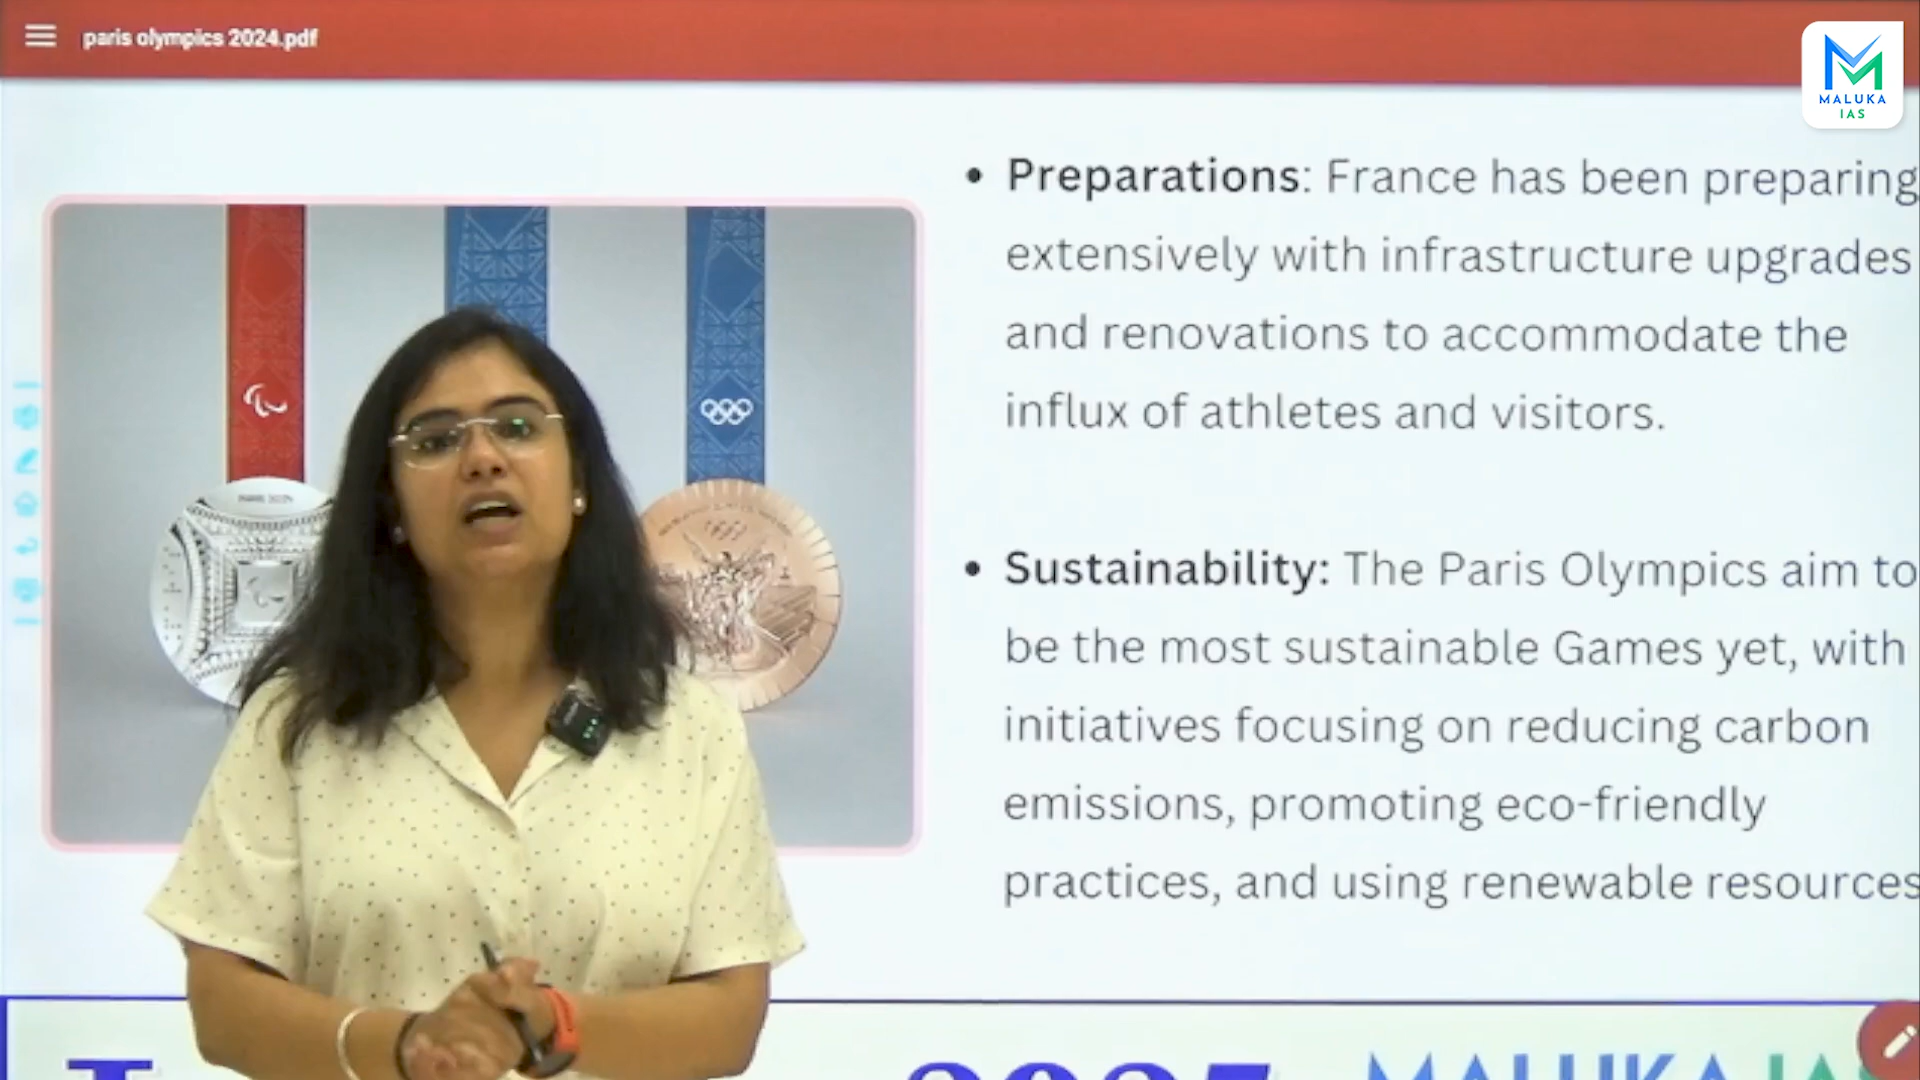 paris olympics 2024.pdf
MALUKA
IAS
• Preparations: France has been preparing
extensively with infrastructure upgrades
and renovations to accommodate the
influx of athletes and visitors.
• Sustainability: The Paris Olympics aim to
be the most sustainable Games yet, with
initiatives focusing on reducing carbon
emissions, promoting eco-friendly
practices, and using renewable resources
MALUKA IAS